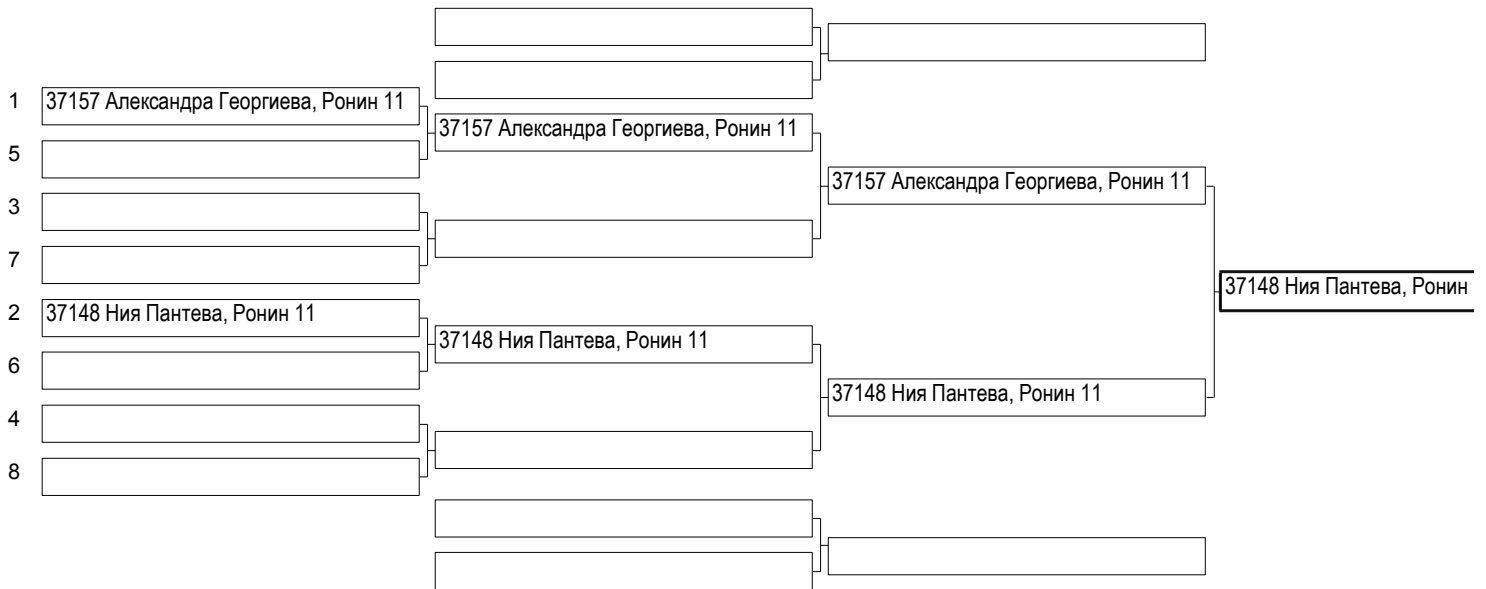 1 37157 Александра Георгиева, Ронин 11
37157 Александра Георгиева, Ронин 11
5
37157 Александра Георгиева, Ронин 11
3
7
37148 Ния Пантева, Ронин
2 37148 Ния Пантева, Ронин 11
37148 Ния Пантева, Ронин 11
6
37148 Ния Пантева, Ронин 11
4
8